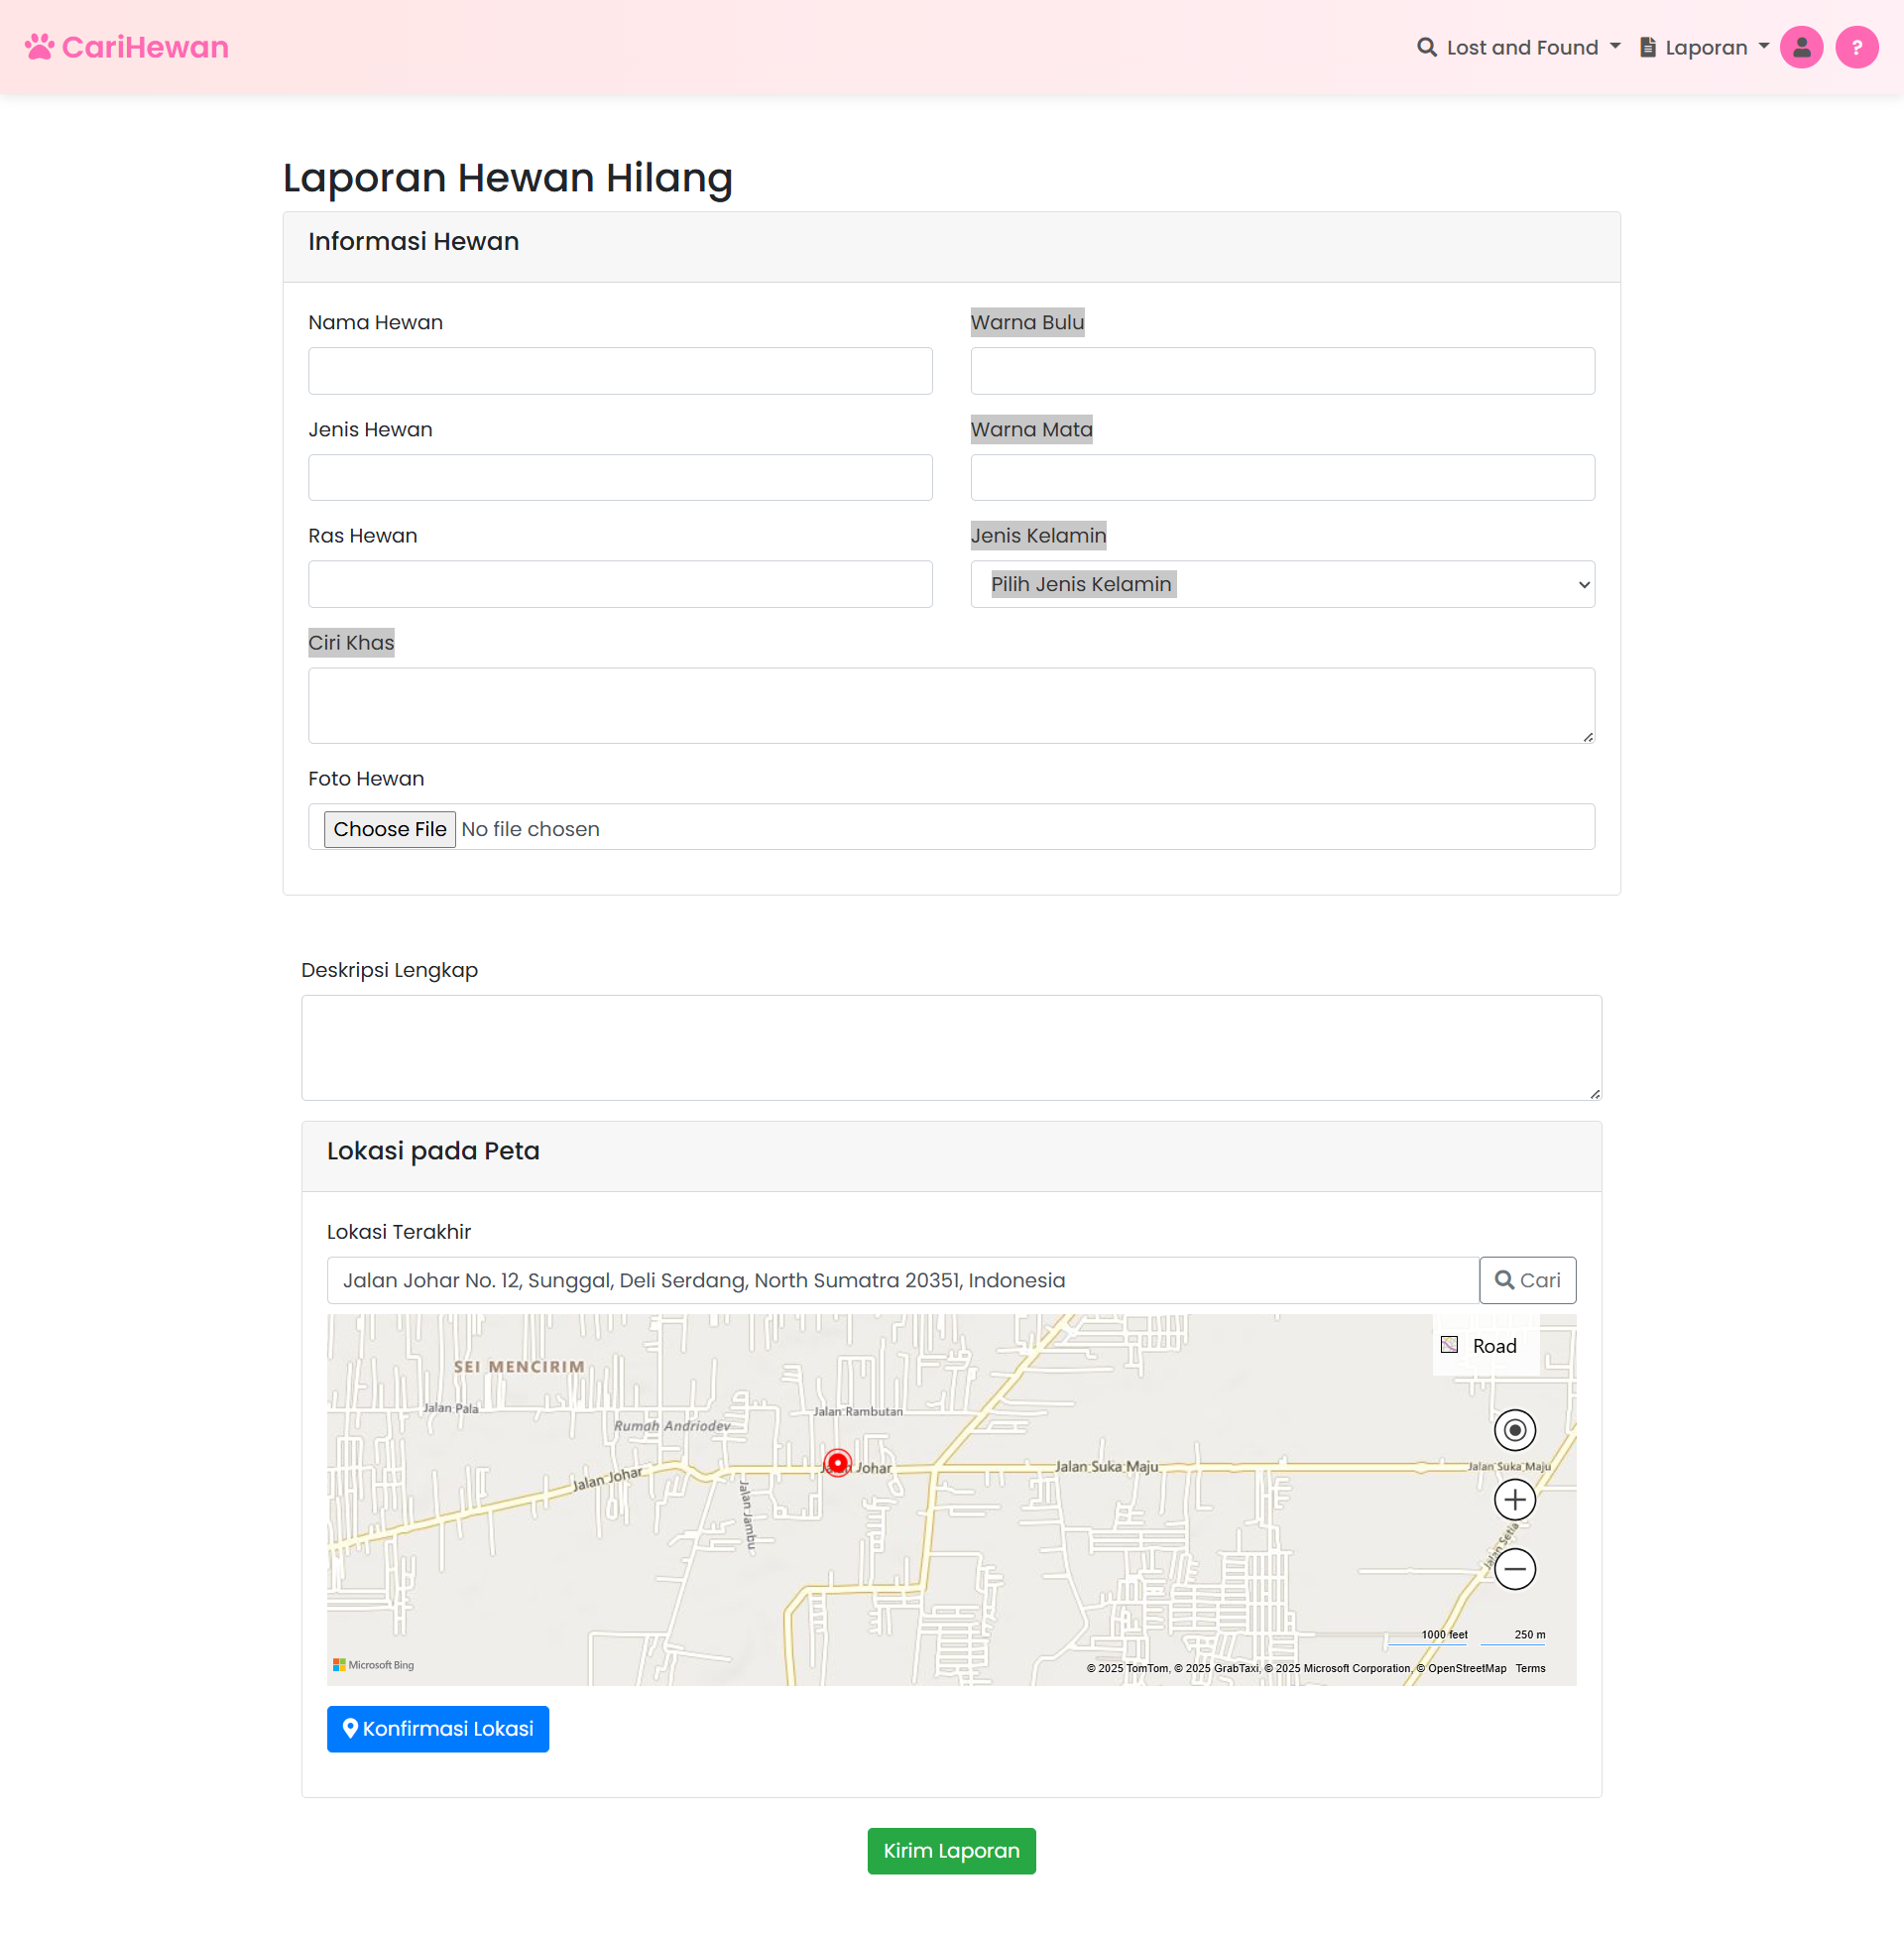 CariHewan
Lost and Found
Laporan
?
Laporan Hewan Hilang
Informasi Hewan
Nama Hewan
Warna Bulu
Jenis Hewan
Warna Mata
Ras Hewan
Jenis Kelamin
Pilih Jenis Kelamin
Ciri Khas
Foto Hewan
Choose File No file chosen
Deskripsi Lengkap
Lokasi pada Peta
Lokasi Terakhir
Jalan Johar No. 12, Sunggal, Deli Serdang, North Sumatra 20351, Indonesia
Cari
Road
SEI MENCIRIM
Jalan Pala
Jalan Rambutan
Rumah Andriodev
Jalan Johar
Jalan Johar
Jalan Suka Maju
Jalan Suka Maju
Jalan Jambu
Jalan Setia
1000 feet 250 m
Microsoft Bing
© 2025 TomTom, © 2025 GrabTaxi, © 2025 Microsoft Corporation, © OpenStreetMap Terms
Konfirmasi Lokasi
Kirim Laporan